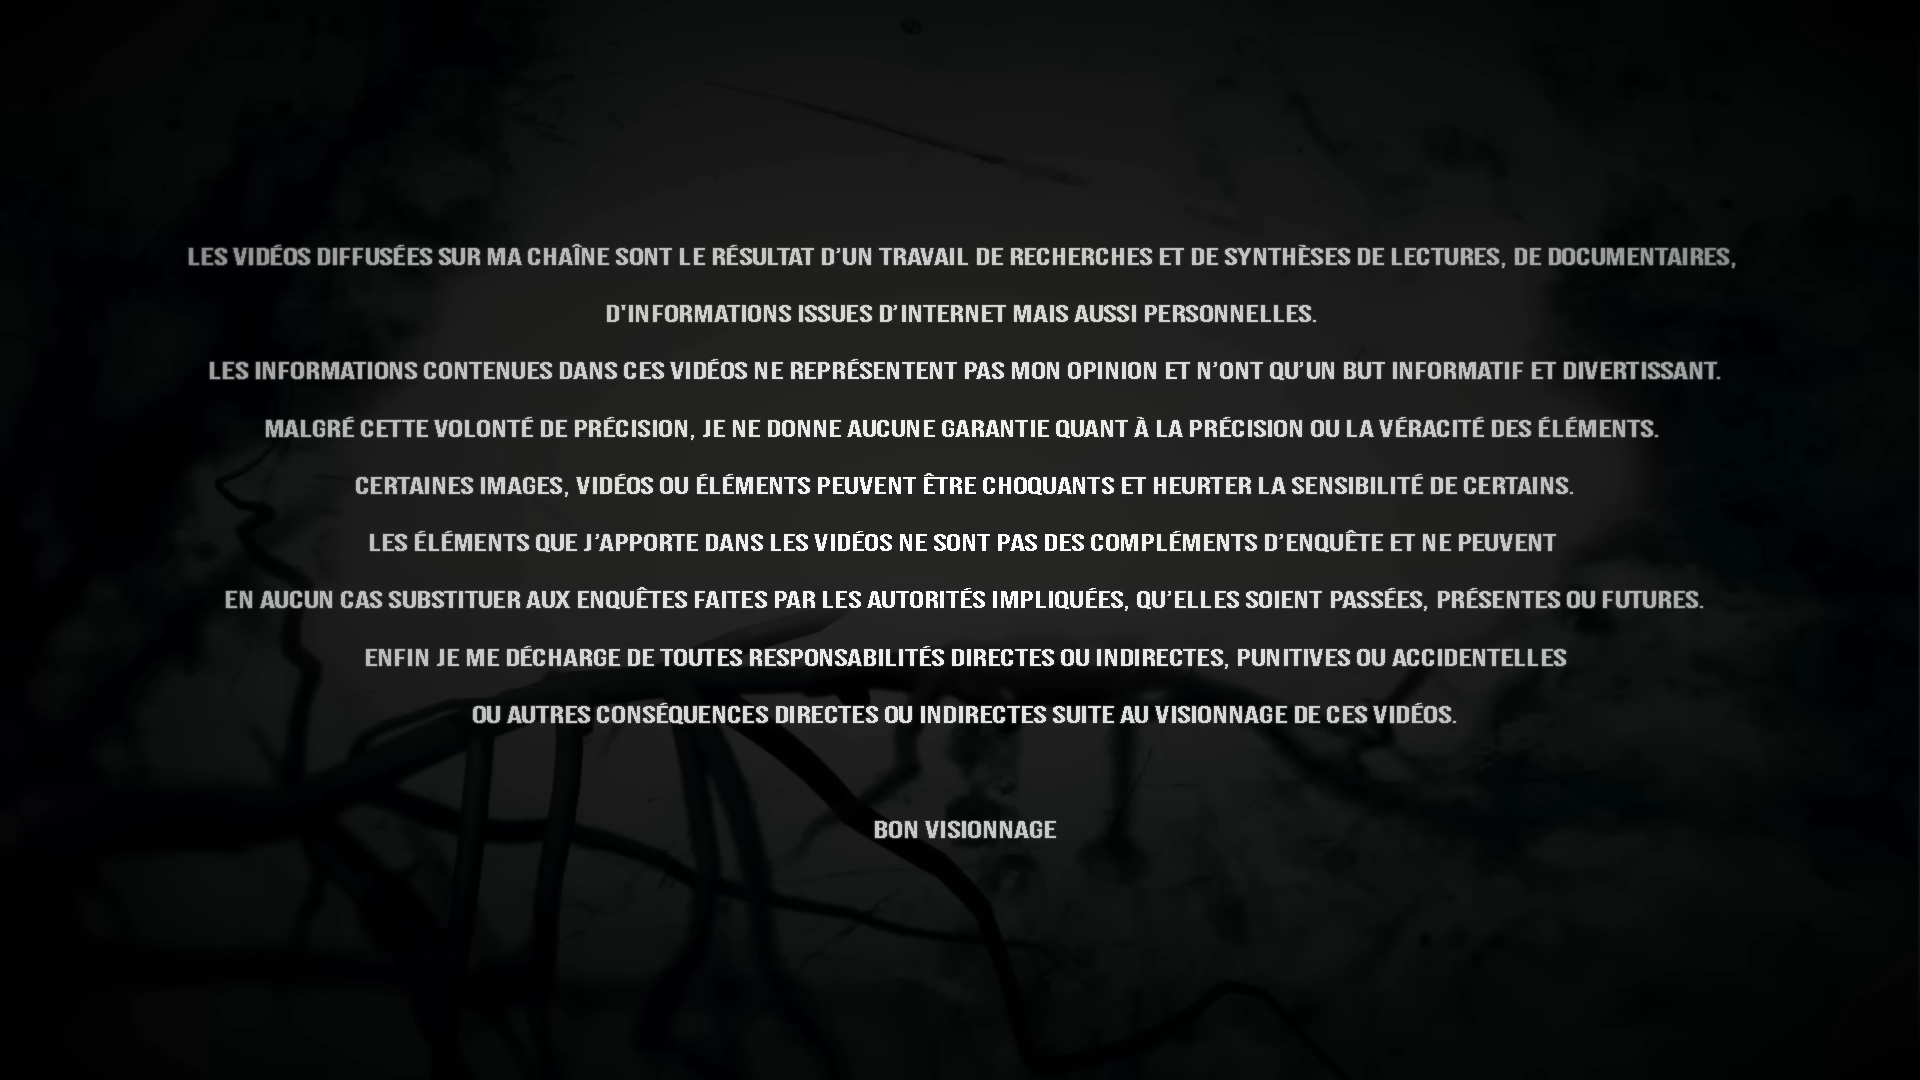 LES VIDÉOS DIFFUSÉES SUR MA CHAÎNE SONT LE RÉSULTAT D’UN TRAVAIL DE RECHERCHES ET DE SYNTHÈSES DE LECTURES, DE DOCUMENTAIRES,
D'INFORMATIONS ISSUES D’INTERNET MAIS AUSSI PERSONNELLES.
LES INFORMATIONS CONTENUES DANS CES VIDÉOS NE REPRÉSENTENT PAS MON OPINION ET N’ONT QU’UN BUT INFORMATIF ET DIVERTISSANT.
MALGRÉ CETTE VOLONTÉ DE PRÉCISION, JE NE DONNE AUCUNE GARANTIE QUANT À LA PRÉCISION OU LA VÉRACITÉ DES ÉLÉMENTS.
CERTAINES IMAGES, VIDÉOS OU ÉLÉMENTS PEUVENT ÊTRE CHOQUANTS ET HEURTER LA SENSIBILITÉ DE CERTAINS.
LES ÉLÉMENTS QUE J’APPORTE DANS LES VIDÉOS NE SONT PAS DES COMPLÉMENTS D’ENQUÊTE ET NE PEUVENT
EN AUCUN CAS SUBSTITUER AUX ENQUÊTES FAITES PAR LES AUTORITÉS IMPLIQUÉES, QU’ELLES SOIENT PASSÉES, PRÉSENTES OU FUTURES.
ENFIN JE ME DÉCHARGE DE TOUTES RESPONSABILITÉS DIRECTES OU INDIRECTES, PUNITIVES OU ACCIDENTELLES
OU AUTRES CONSÉQUENCES DIRECTES OU INDIRECTES SUITE AU VISIONNAGE DE CES VIDÉOS.
BON VISIONNAGE